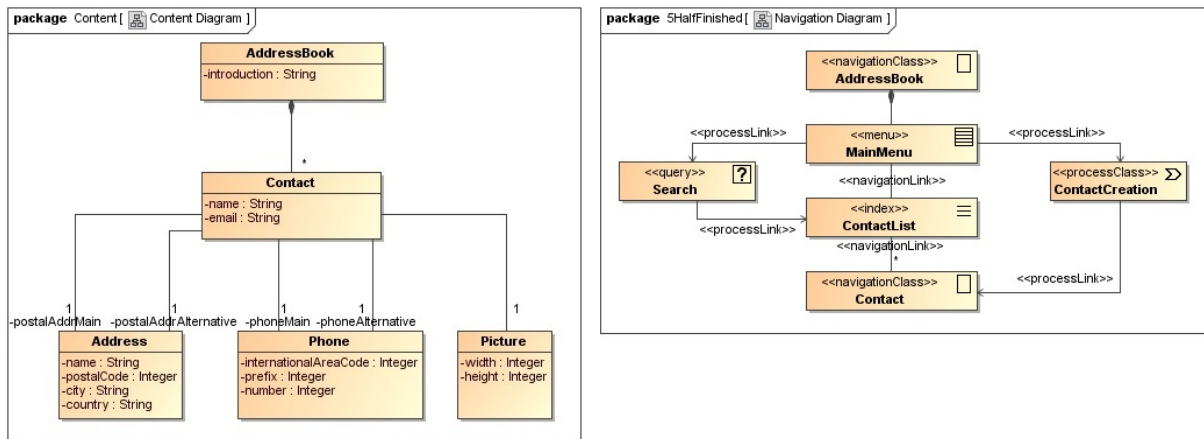 package Content [ Content Diagram ]
AddressBook
-introduction : String
*
Contact
-name : String
-email : String
1
1
1
1
1
-postalAddrMain
-postalAddrAlternative
-phoneMain
-phoneAlternative
Address
-name : String
-postalCode : Integer
-city : String
-country : String
Phone
-internationalAreaCode : Integer
-prefix : Integer
-number : Integer
Picture
-width : Integer
-height : Integer
package 5HalfFinished [ Navigation Diagram ]
<<navigationClass>>
AddressBook
<<processLink>>
<<menu>>
MainMenu
<<processLink>>
<<query>>
Search
?
<<navigationLink>>
<<processClass>>
ContactCreation
<<index>>
ContactList
<<processLink>>
<<navigationLink>>
*
<<navigationClass>>
Contact
<<processLink>>